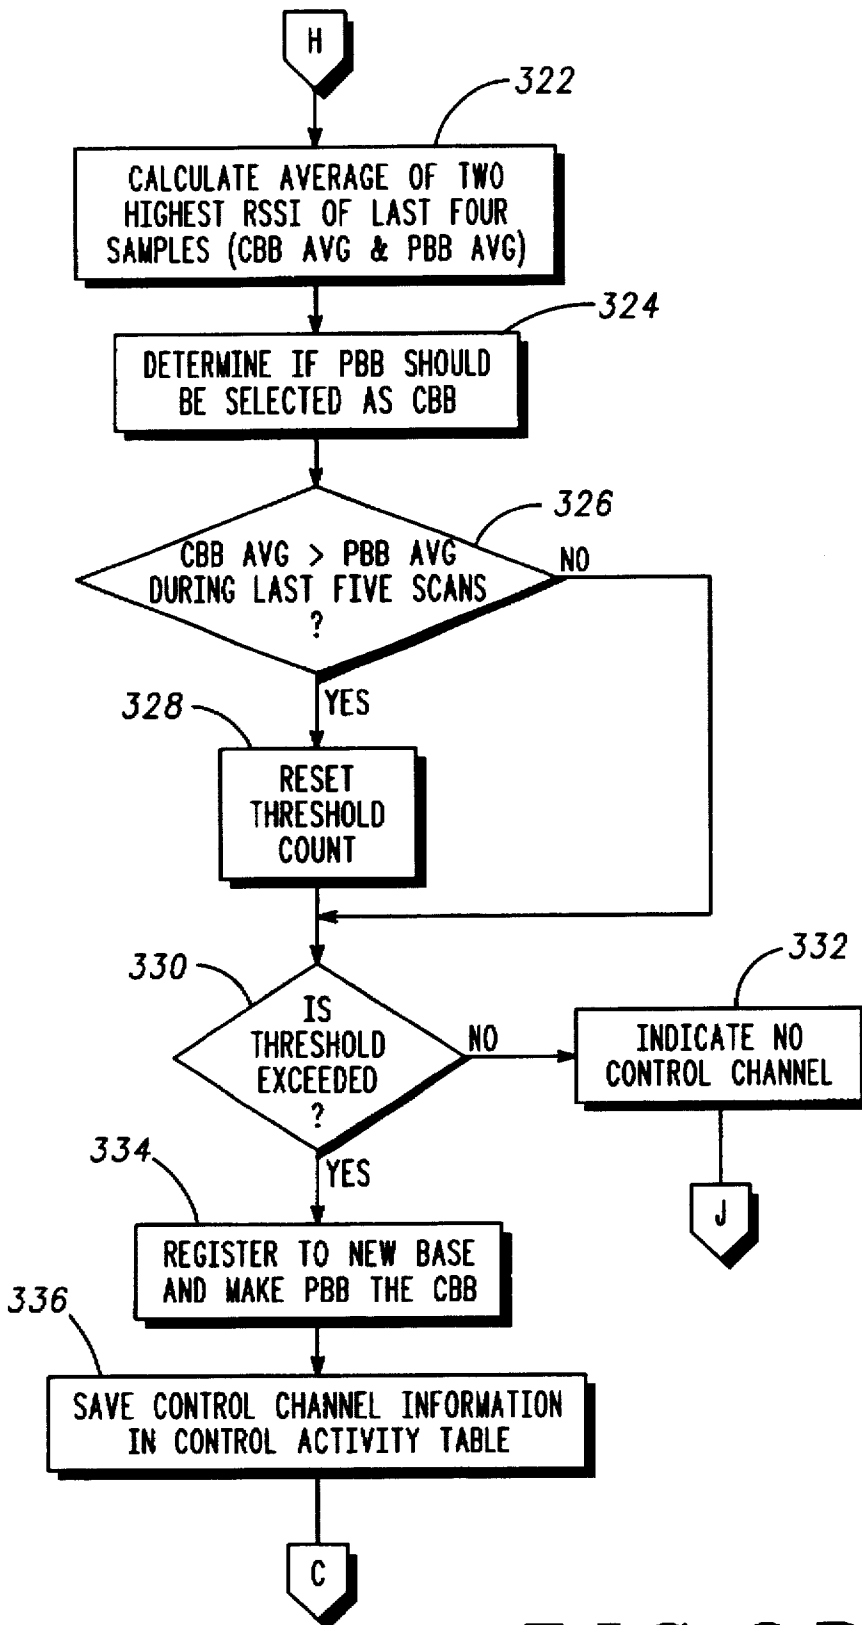 H
322
CALCULATE AVERAGE OF TWO
HIGHEST RSSI OF LAST FOUR
SAMPLES (CBB AVG & PBB AVG)
324
DETERMINE IF PBB SHOULD
BE SELECTED AS CBB
326
CBB AVG > PBB AVG
DURING LAST FIVE SCANS
?
NO
YES
328
RESET
THRESHOLD
COUNT
330
IS
THRESHOLD
EXCEEDED
?
NO
332
INDICATE NO
CONTROL CHANNEL
J
YES
334
REGISTER TO NEW BASE
AND MAKE PBB THE CBB
336
SAVE CONTROL CHANNEL INFORMATION
IN CONTROL ACTIVITY TABLE
C